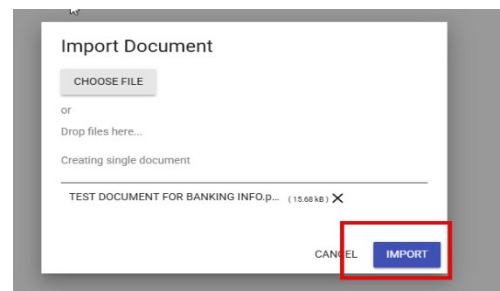 Import Document
CHOOSE FILE
or
Drop files here...
Creating single document
TEST DOCUMENT FOR BANKING INFO.p... (15.68 kB) X
CANCEL IMPORT